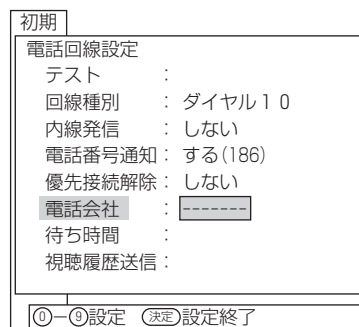 初期
電話回線設定
テスト　　　：
回線種別　　：ダイヤル１０
内線発信　　：しない
電話番号通知：する(186)
優先接続解除：しない
電話会社　　：-------
待ち時間　　：
視聴履歴送信：
⓪－⑨設定　決定 設定終了